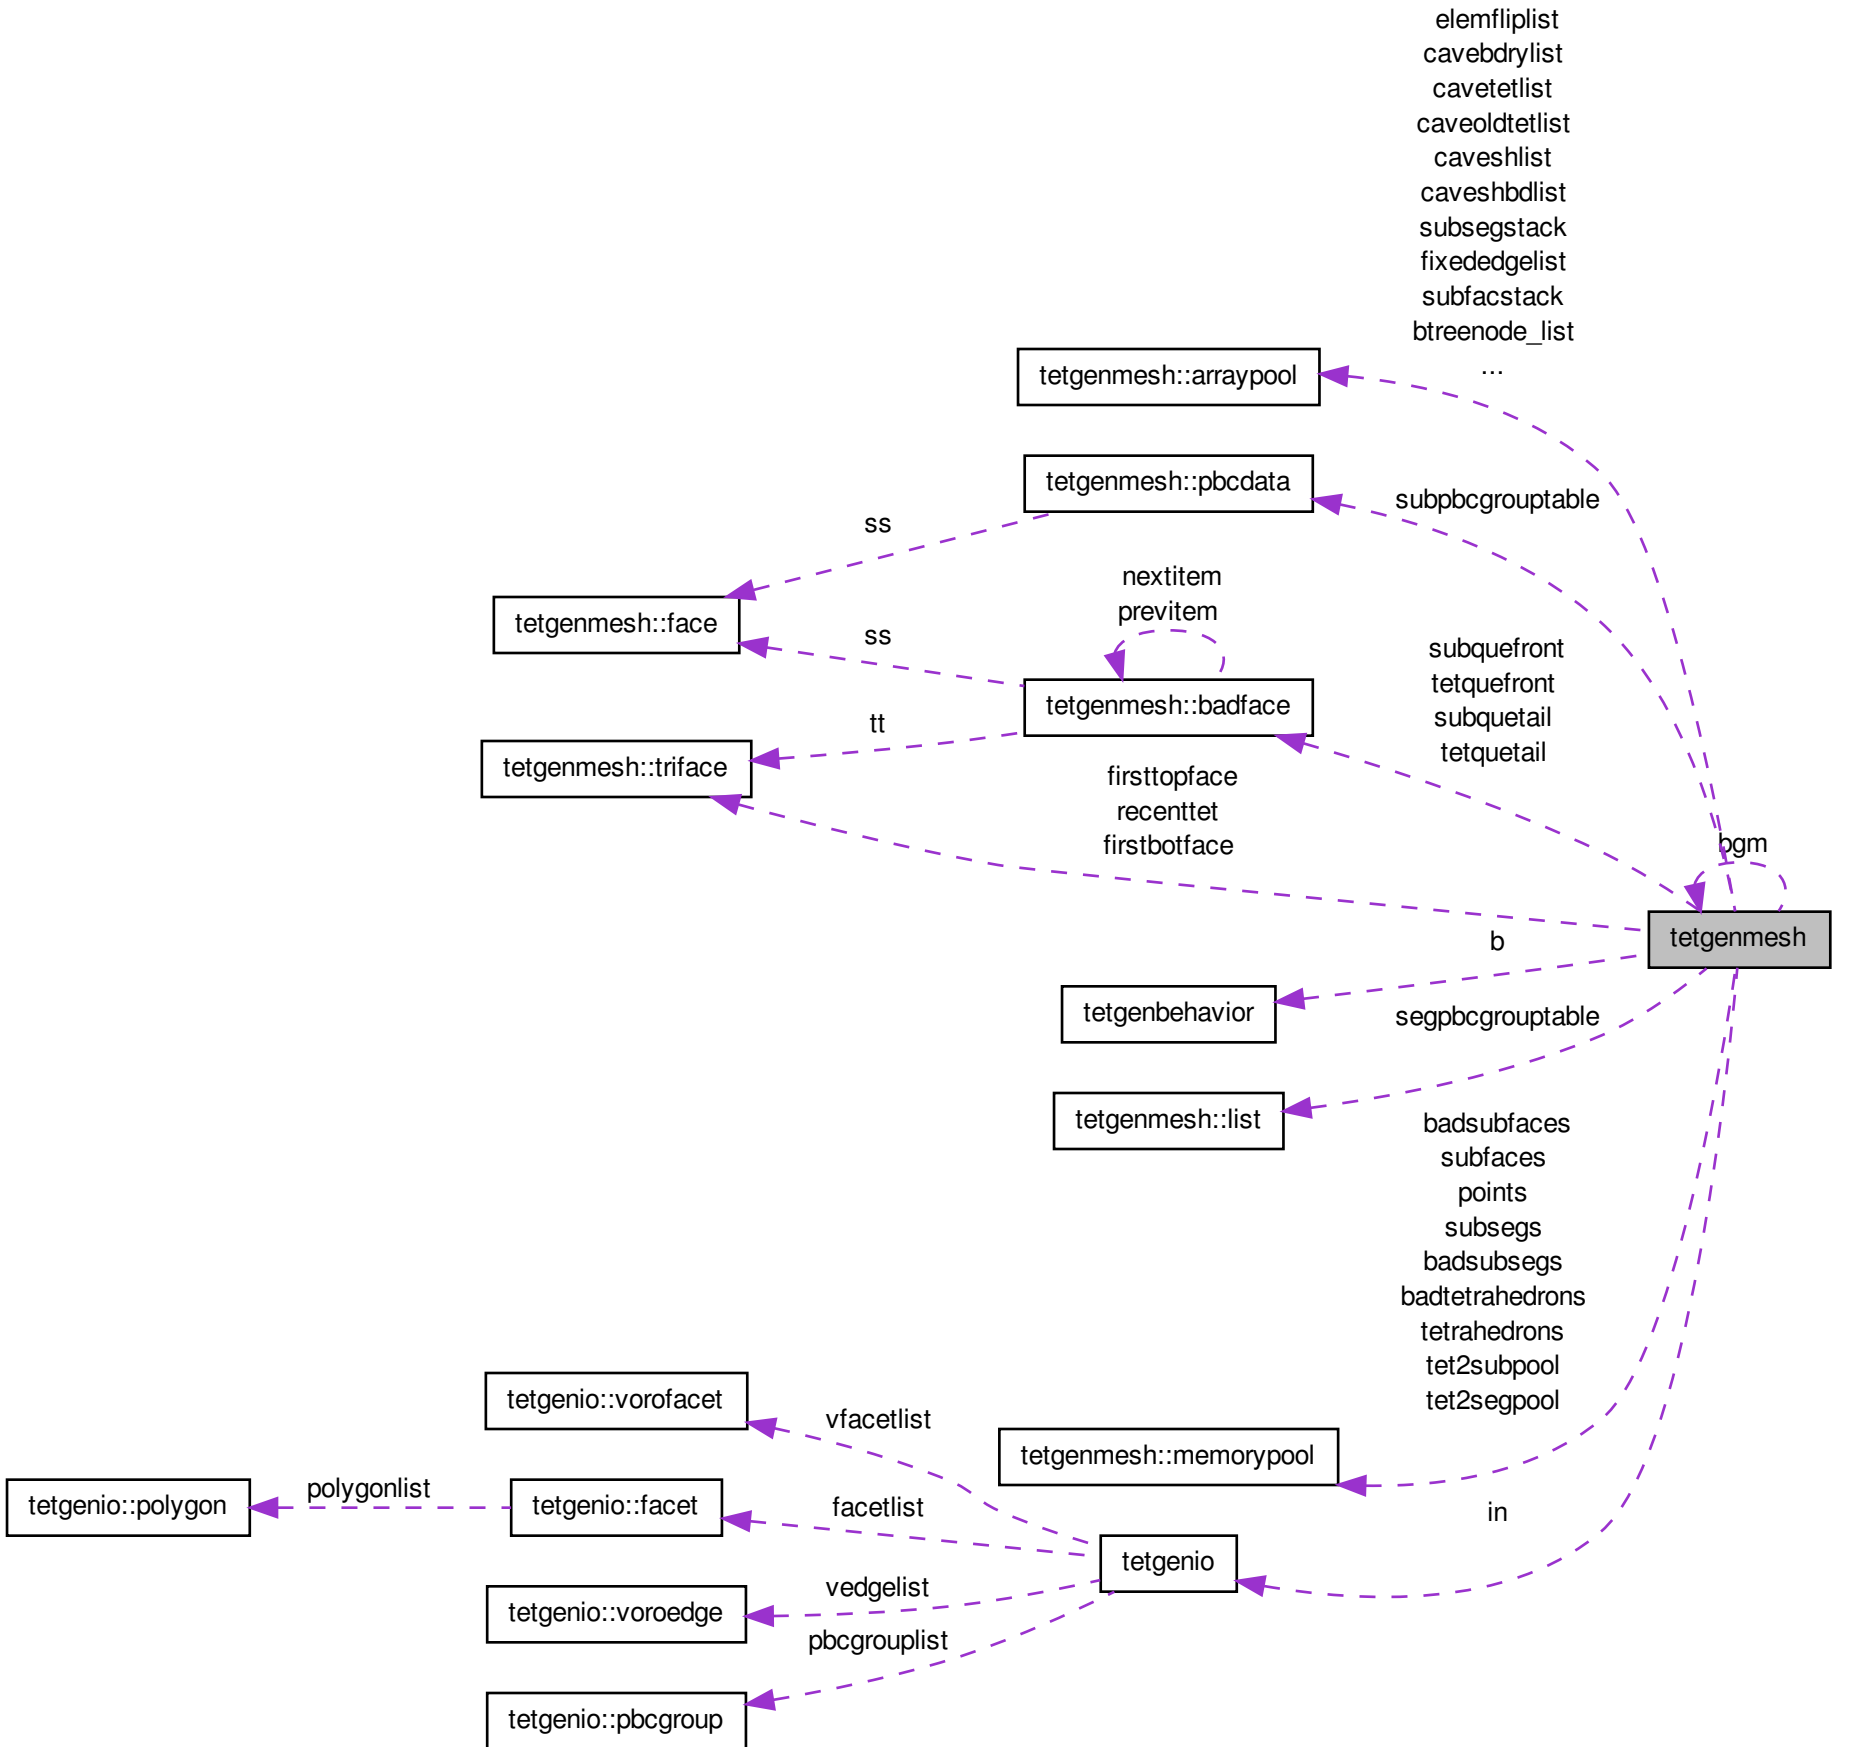 elemfliplist
cavebdrylist
cavetetlist
caveoldtetlist
caveshlist
caveshbdlist
subsegstack
fixededgelist
subfacstack
btreenode_list
...
tetgenmesh::arraypool
tetgenmesh::pbcdata
subpbcgrouptable
ss
nextitem
previtem
tetgenmesh::face
ss
subquefront
tetquefront
subquetail
tetquetail
tetgenmesh::badface
tt
tetgenmesh::triface
firsttopface
recenttet
firstbotface
bgm
tetgenmesh
b
tetgenbehavior
segpbcgrouptable
tetgenmesh::list
badsubfaces
subfaces
points
subsegs
badsubsegs
badtetrahedrons
tetrahedrons
tet2subpool
tet2segpool
tetgenio::vorofacet
vfacetlist
tetgenmesh::memorypool
polygonlist
tetgenio::polygon
tetgenio::facet
facetlist
in
tetgenio
vedgelist
tetgenio::voroedge
pbcgrouplist
tetgenio::pbcgroup